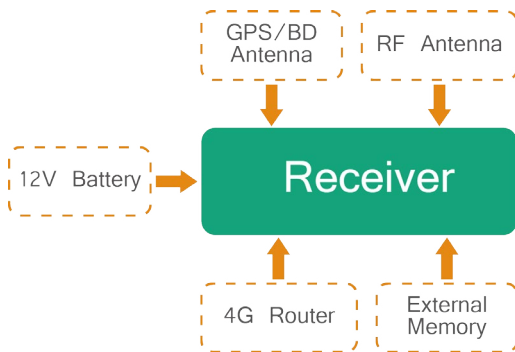 GPS/BD
Antenna
RF Antenna
12V Battery
Receiver
4G Router
External
Memory